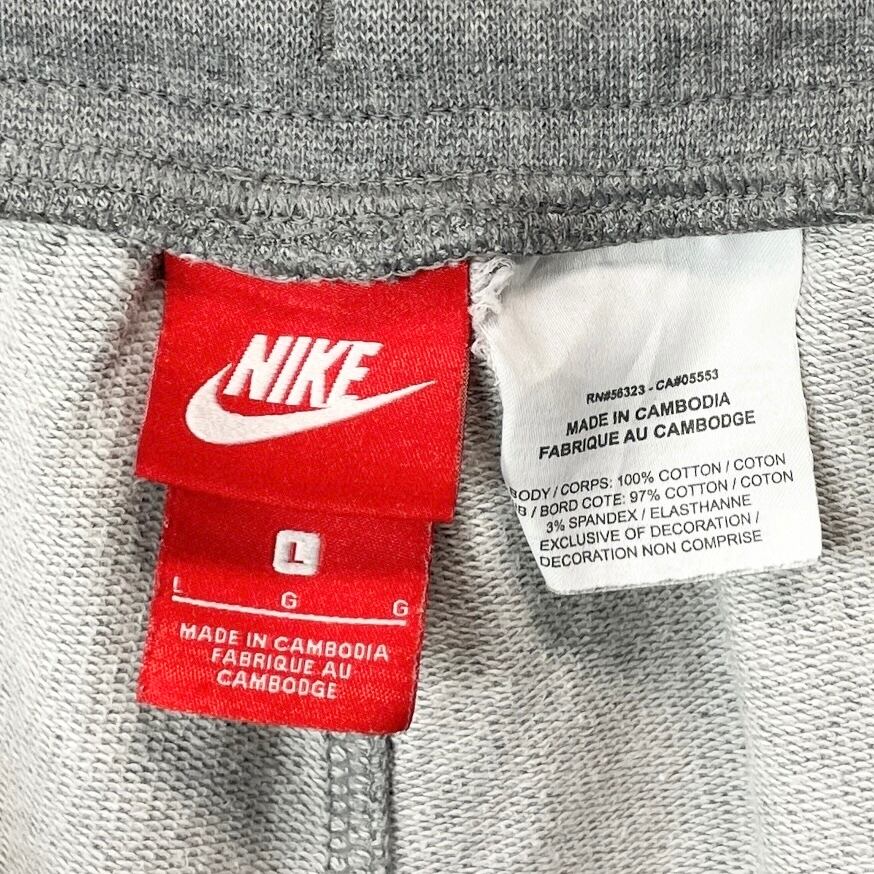 NIKE
L
L G G
MADE IN CAMBODIA
FABRIQUE AU
CAMBODGE
RN#56323 - CA#05553
MADE IN CAMBODIA
FABRIQUE AU CAMBODGE
BODY / CORPS: 100% COTTON / COTON
B / BORD COTE: 97% COTTON / COTON
3% SPANDEX / ELASTHANNE
EXCLUSIVE OF DECORATION /
DECORATION NON COMPRISE